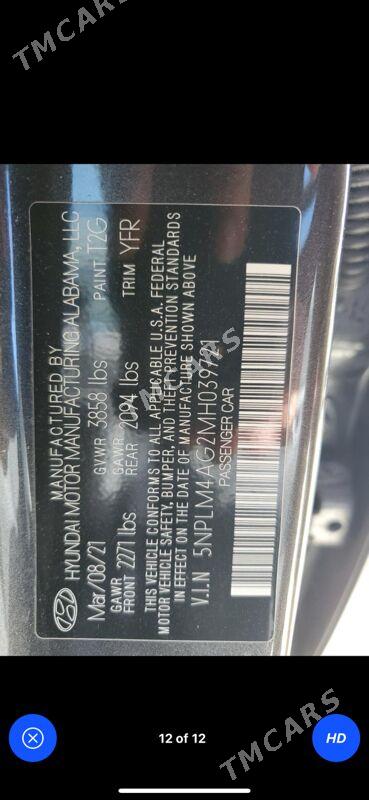 TMCARS
MANUFACTURED BY
HYUNDAI MOTOR MANUFACTURING ALABAMA, LLC
Mar/08/21 GVWR 3858 lbs PAINT T2G
GAWR FRONT 2271 lbs GAWR REAR 2094 lbs TRIM YFR
THIS VEHICLE CONFORMS TO ALL APPLICABLE U.S.A. FEDERAL
MOTOR VEHICLE SAFETY, BUMPER, AND THEFT PREVENTION STANDARDS
IN EFFECT ON THE DATE OF MANUFACTURE SHOWN ABOVE
V.I.N 5NPLM4AG2MH039721
PASSENGER CAR
TMCARS
12 of 12
HD
TMCARS